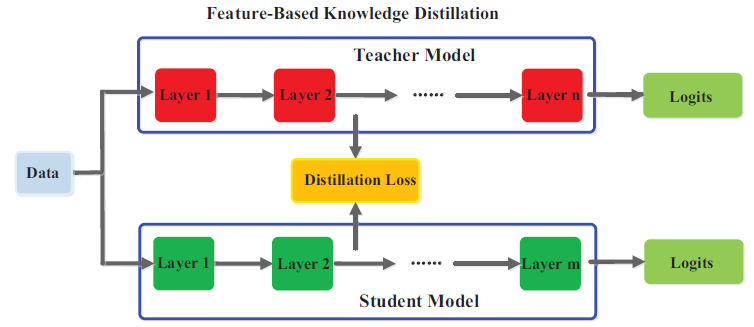 Feature-Based Knowledge Distillation
Teacher Model
Layer 1
Layer 2
......
Layer n
Logits
Data
Distillation Loss
Layer 1
Layer 2
......
Layer m
Logits
Student Model